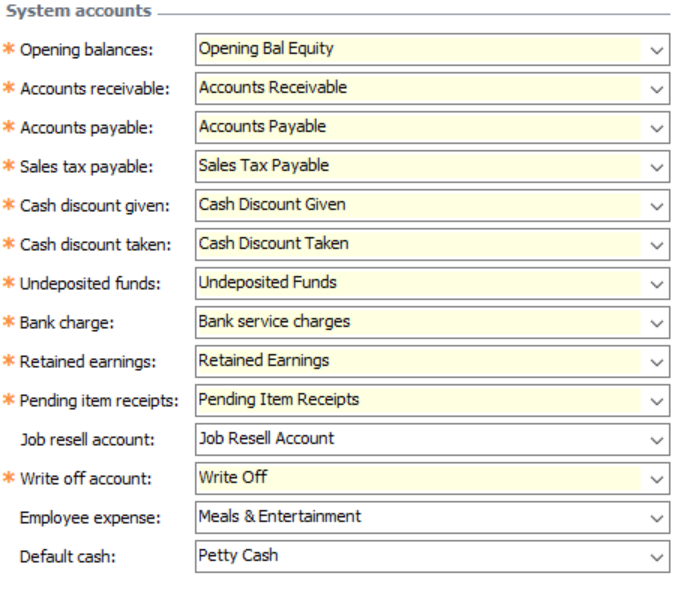 System accounts
* Opening balances: Opening Bal Equity
* Accounts receivable: Accounts Receivable
* Accounts payable: Accounts Payable
* Sales tax payable: Sales Tax Payable
* Cash discount given: Cash Discount Given
* Cash discount taken: Cash Discount Taken
* Undeposited funds: Undeposited Funds
* Bank charge: Bank service charges
* Retained earnings: Retained Earnings
* Pending item receipts: Pending Item Receipts
Job resell account: Job Resell Account
* Write off account: Write Off
Employee expense: Meals & Entertainment
Default cash: Petty Cash